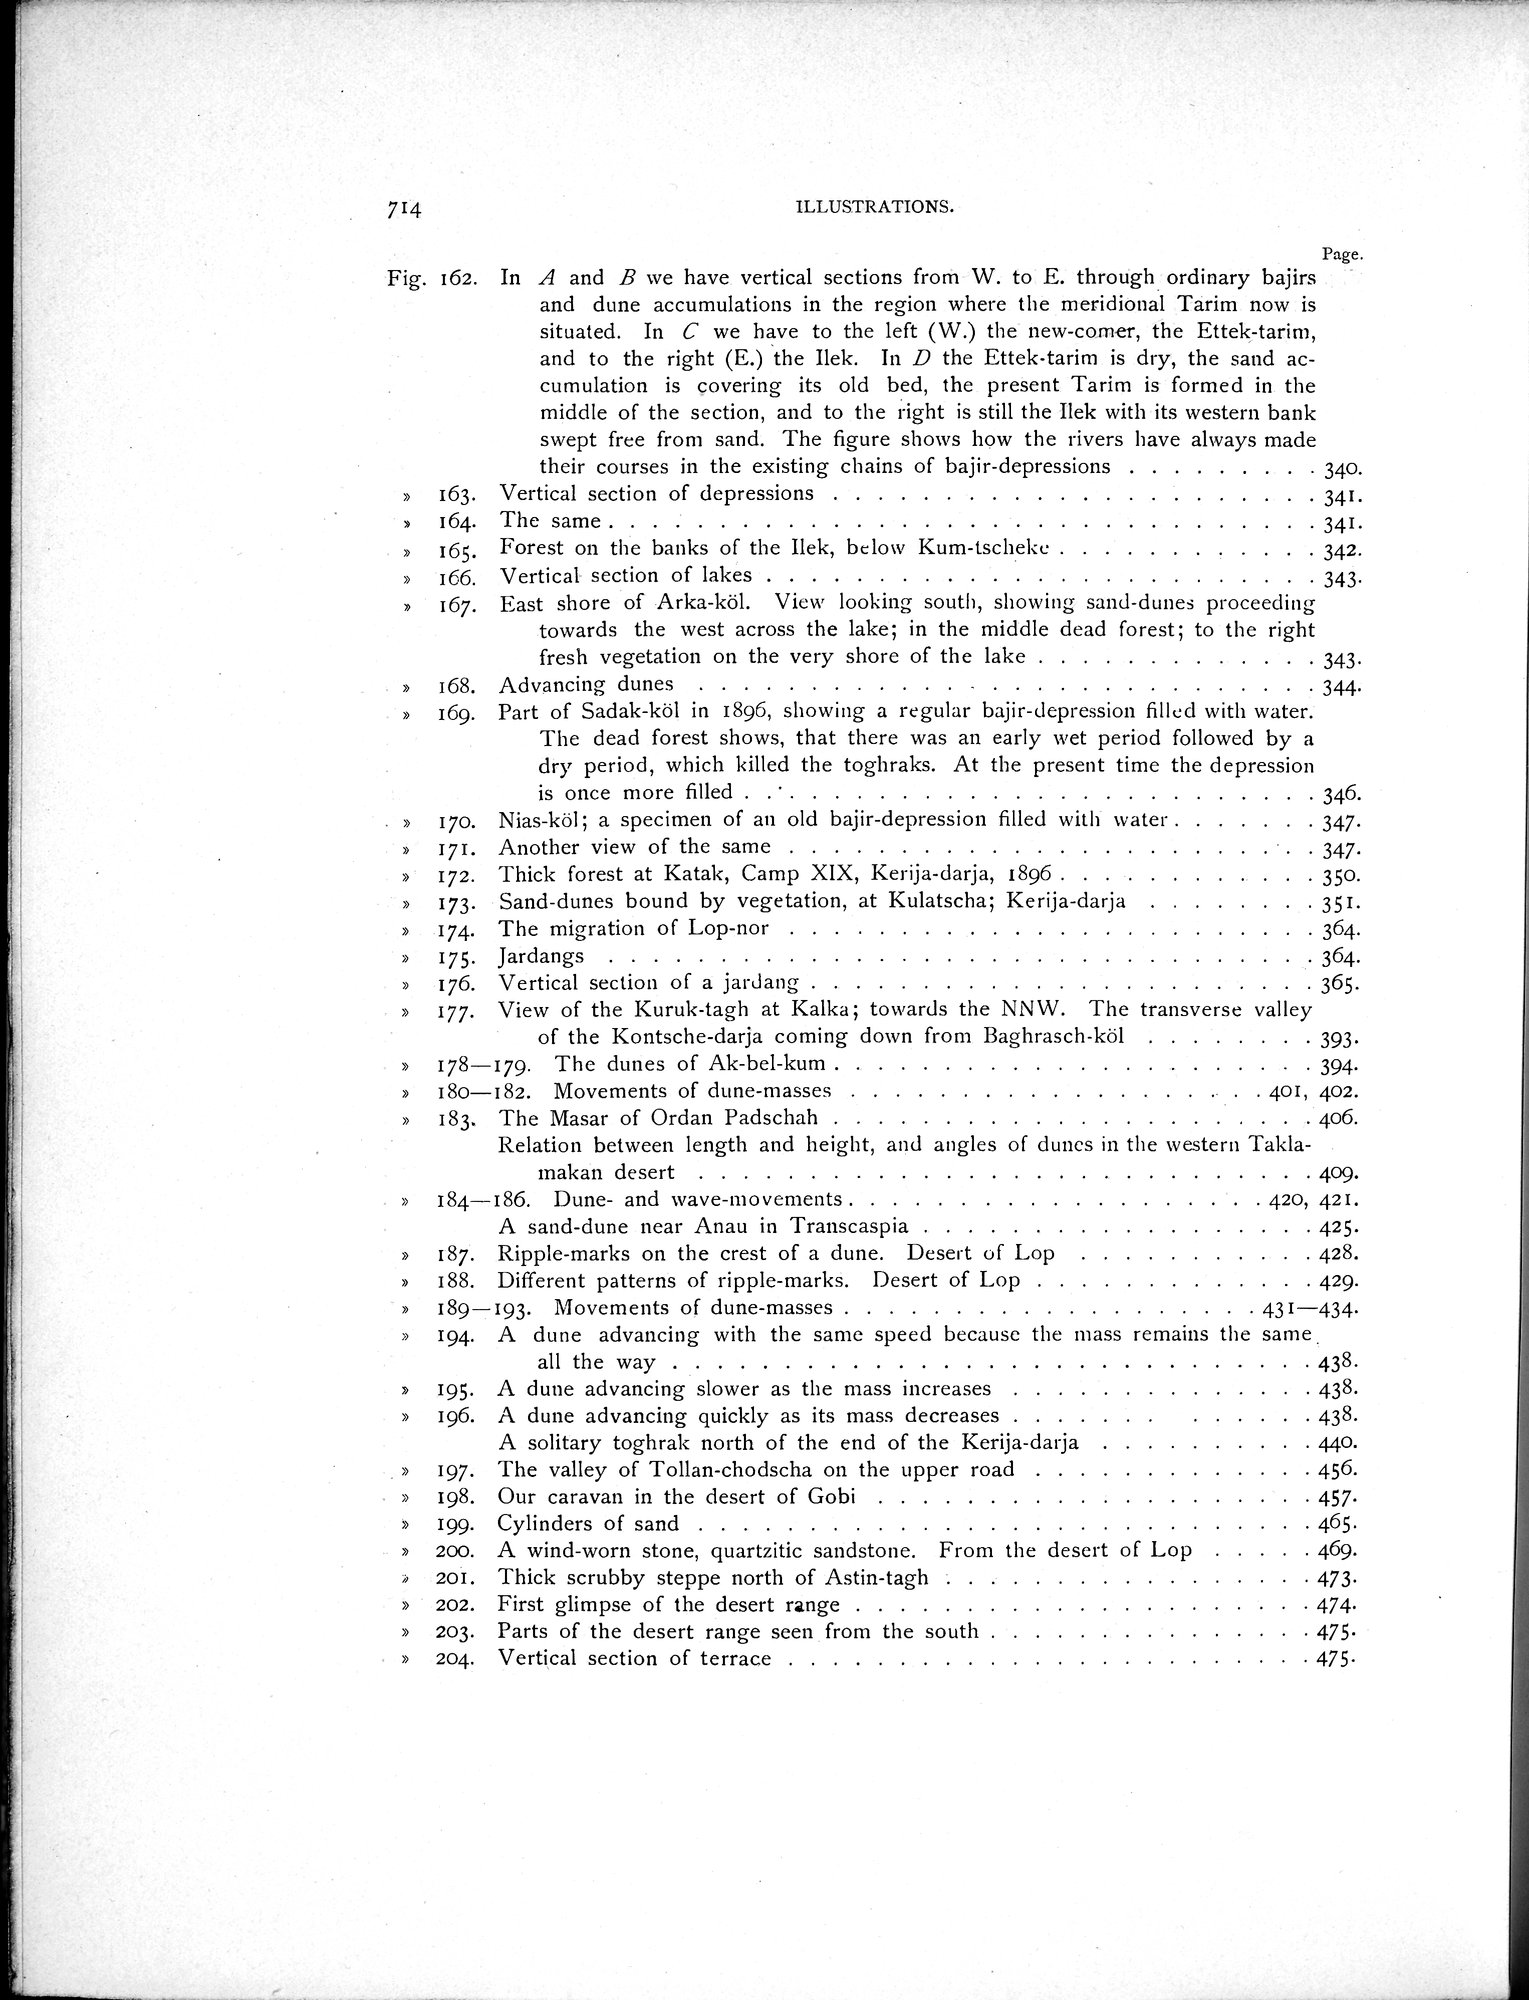 714 ILLUSTRATIONS.
Page.
Fig. 162. In A and B we have vertical sections from W. to E. through ordinary bajirs
and dune accumulations in the region where the meridional Tarim now is
situated. In C we have to the left (W.) the new-comer, the Ettek-tarim,
and to the right (E.) the Ilek. In D the Ettek-tarim is dry, the sand ac-
cumulation is covering its old bed, the present Tarim is formed in the
middle of the section, and to the right is still the Ilek with its western bank
swept free from sand. The figure shows how the rivers have always made
their courses in the existing chains of bajir-depressions . . . . . . . . . 340.
» 163. Vertical section of depressions . . . . . . . . . . . . . . . . . . . . . . 341.
» 164. The same . . . . . . . . . . . . . . . . . . . . . . . . . . . . . . . . 341.
» 165. Forest on the banks of the Ilek, below Kum-tscheke . . . . . . . . . . . . 342.
» 166. Vertical section of lakes . . . . . . . . . . . . . . . . . . . . . . . . . 343.
» 167. East shore of Arka-köl. View looking south, showing sand-dunes proceeding
towards the west across the lake; in the middle dead forest; to the right
fresh vegetation on the very shore of the lake . . . . . . . . . . . . . 343.
» 168. Advancing dunes . . . . . . . . . . . . . . . . . . . . . . . . . . . . 344.
» 169. Part of Sadak-köl in 1896, showing a regular bajir-depression filled with water.
The dead forest shows, that there was an early wet period followed by a
dry period, which killed the toghraks. At the present time the depression
is once more filled . . . . . . . . . . . . . . . . . . . . . . . . . . 346.
» 170. Nias-köl; a specimen of an old bajir-depression filled with water . . . . . . . 347.
» 171. Another view of the same . . . . . . . . . . . . . . . . . . . . . . . . 347.
» 172. Thick forest at Katak, Camp XIX, Kerija-darja, 1896 . . . . . . . . . . . . 350.
» 173. Sand-dunes bound by vegetation, at Kulatscha; Kerija-darja . . . . . . . . 351.
» 174. The migration of Lop-nor . . . . . . . . . . . . . . . . . . . . . . . . 364.
» 175. Jardangs . . . . . . . . . . . . . . . . . . . . . . . . . . . . . . . . 364.
» 176. Vertical section of a jardang . . . . . . . . . . . . . . . . . . . . . . . 365.
» 177. View of the Kuruk-tagh at Kalka; towards the NNW. The transverse valley
of the Kontsche-darja coming down from Baghrasch-köl . . . . . . . . 393.
» 178—179. The dunes of Ak-bel-kum . . . . . . . . . . . . . . . . . . . . . . 394.
» 180—182. Movements of dune-masses . . . . . . . . . . . . . . . . . . . 401, 402.
» 183. The Masar of Ordan Padschah . . . . . . . . . . . . . . . . . . . . . . 406.
Relation between length and height, and angles of dunes in the western Takla-
makan desert . . . . . . . . . . . . . . . . . . . . . . . . . . . . 409.
» 184—186. Dune- and wave-movements . . . . . . . . . . . . . . . . . . . 420, 421.
A sand-dune near Anau in Transcaspia . . . . . . . . . . . . . . . . . . 425.
» 187. Ripple-marks on the crest of a dune. Desert of Lop . . . . . . . . . . . 428.
» 188. Different patterns of ripple-marks. Desert of Lop . . . . . . . . . . . . . 429.
» 189—193. Movements of dune-masses . . . . . . . . . . . . . . . . . . . 431—434.
» 194. A dune advancing with the same speed because the mass remains the same
all the way . . . . . . . . . . . . . . . . . . . . . . . . . . . . . 438.
» 195. A dune advancing slower as the mass increases . . . . . . . . . . . . . . 438.
» 196. A dune advancing quickly as its mass decreases . . . . . . . . . . . . . 438.
A solitary toghrak north of the end of the Kerija-darja . . . . . . . . . . 440.
» 197. The valley of Tollan-chodscha on the upper road . . . . . . . . . . . . . 456.
» 198. Our caravan in the desert of Gobi . . . . . . . . . . . . . . . . . . . . 457.
» 199. Cylinders of sand . . . . . . . . . . . . . . . . . . . . . . . . . . . . 465.
» 200. A wind-worn stone, quartzitic sandstone. From the desert of Lop . . . . . 469.
» 201. Thick scrubby steppe north of Astin-tagh . . . . . . . . . . . . . . . . . 473.
» 202. First glimpse of the desert range . . . . . . . . . . . . . . . . . . . . . 474.
» 203. Parts of the desert range seen from the south . . . . . . . . . . . . . . . 475.
» 204. Vertical section of terrace . . . . . . . . . . . . . . . . . . . . . . . . 475.